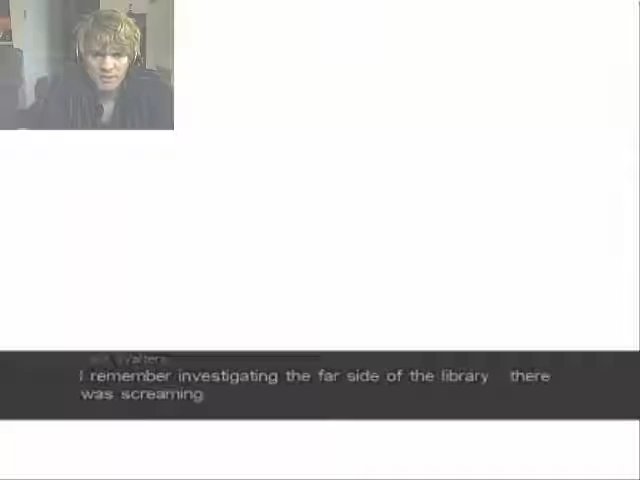 I remember investigating the far side of the library there
was screaming